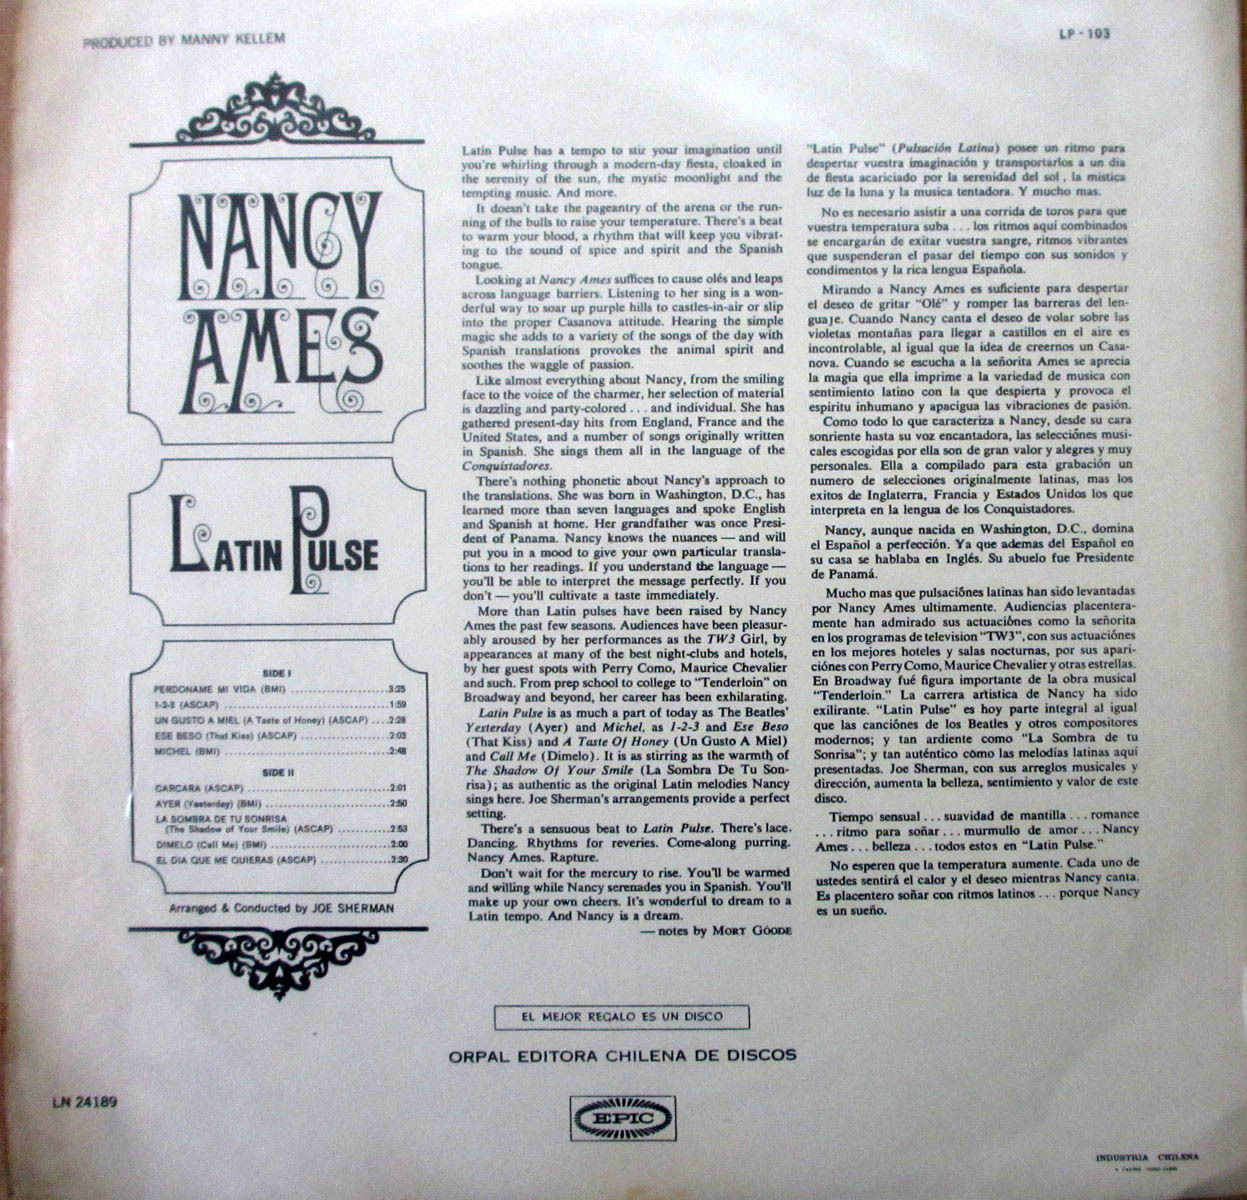 PRODUCED BY MANNY KELLEM
LP - 103
NANCY
AMES
LATIN PULSE
SIDE I
PERDONAME MI VIDA (BMI) ........................3:25
1-2-3 (ASCAP) ........................................1:59
UN GUSTO A MIEL (A Taste of Honey) (ASCAP) ....2:28
ESE BESO (That Kiss) (ASCAP) ......................2:03
MICHEL (BMI) ........................................2:48
SIDE II
CARCARA (ASCAP) ...................................2:01
AYER (Yesterday) (BMI) .............................2:50
LA SOMBRA DE TU SONRISA
(The Shadow of Your Smile) (ASCAP) ............2:53
DIMELO (Call Me) (BMI) .............................2:00
EL DIA QUE ME QUIERAS (ASCAP) ..................2:30
Arranged & Conducted by JOE SHERMAN
Latin Pulse has a tempo to stir your imagination until
you're whirling through a modern-day fiesta, cloaked in
the serenity of the sun, the mystic moonlight and the
tempting music. And more.
It doesn't take the pageantry of the arena or the run-
ning of the bulls to raise your temperature. There's a beat
to warm your blood, a rhythm that will keep you vibrat-
ing to the sound of spice and spirit and the Spanish
tongue.
Looking at Nancy Ames suffices to cause olés and leaps
across language barriers. Listening to her sing is a won-
derful way to soar up purple hills to castles-in-air or slip
into the proper Casanova attitude. Hearing the simple
magic she adds to a variety of the songs of the day with
Spanish translations provokes the animal spirit and
soothes the waggle of passion.
Like almost everything about Nancy, from the smiling
face to the voice of the charmer, her selection of material
is dazzling and party-colored . . . and individual. She has
gathered present-day hits from England, France and the
United States, and a number of songs originally written
in Spanish. She sings them all in the language of the
Conquistadores.
There's nothing phonetic about Nancy's approach to
the translations. She was born in Washington, D.C., has
learned more than seven languages and spoke English
and Spanish at home. Her grandfather was once Presi-
dent of Panama. Nancy knows the nuances — and will
put you in a mood to give your own particular transla-
tions to her readings. If you understand the language —
you'll be able to interpret the message perfectly. If you
don't — you'll cultivate a taste immediately.
More than Latin pulses have been raised by Nancy
Ames the past few seasons. Audiences have been pleasur-
ably aroused by her performances as the TW3 Girl, by
appearances at many of the best night-clubs and hotels,
by her guest spots with Perry Como, Maurice Chevalier
and such. From prep school to college to "Tenderloin" on
Broadway and beyond, her career has been exhilarating.
Latin Pulse is as much a part of today as The Beatles'
Yesterday (Ayer) and Michel, as 1-2-3 and Ese Beso
(That Kiss) and A Taste Of Honey (Un Gusto A Miel)
and Call Me (Dimelo). It is as stirring as the warmth of
The Shadow Of Your Smile (La Sombra De Tu Son-
risa); as authentic as the original Latin melodies Nancy
sings here. Joe Sherman's arrangements provide a perfect
setting.
There's a sensuous beat to Latin Pulse. There's lace.
Dancing. Rhythms for reveries. Come-along purring.
Nancy Ames. Rapture.
Don't wait for the mercury to rise. You'll be warmed
and willing while Nancy serenades you in Spanish. You'll
make up your own cheers. It's wonderful to dream to a
Latin tempo. And Nancy is a dream.
— notes by MORT GOODE
"Latin Pulse" (Pulsación Latina) posee un ritmo para
despertar vuestra imaginación y transportarlos a un dia
de fiesta acariciado por la serenidad del sol , la mistica
luz de la luna y la musica tentadora. Y mucho mas.
No es necesario asistir a una corrida de toros para que
vuestra temperatura suba . . . los ritmos aquí combinados
se encargarán de exitar vuestra sangre, ritmos vibrantes
que suspenderan el pasar del tiempo con sus sonidos y
condimentos y la rica lengua Española.
Mirando a Nancy Ames es suficiente para despertar
el deseo de gritar "Olé" y romper las barreras del len-
guaje. Cuando Nancy canta el deseo de volar sobre las
violetas montañas para llegar a castillos en el aire es
incontrolable, al igual que la idea de creernos un Casa-
nova. Cuando se escucha a la señorita Ames se aprecia
la magia que ella imprime a la variedad de musica con
sentimiento latino con la que despierta y provoca el
espiritu inhumano y apacigua las vibraciones de pasión.
Como todo lo que caracteriza a Nancy, desde su cara
sonriente hasta su voz encantadora, las selecciónes musi-
cales escogidas por ella son de gran valor y alegres y muy
personales. Ella a compilado para esta grabación un
numero de selecciones originalmente latinas, mas los
exitos de Inglaterra, Francia y Estados Unidos los que
interpreta en la lengua de los Conquistadores.
Nancy, aunque nacida en Washington, D.C., domina
el Español a perfección. Ya que ademas del Español en
su casa se hablaba en Inglés. Su abuelo fue Presidente
de Panamá.
Mucho mas que pulsaciónes latinas han sido levantadas
por Nancy Ames ultimamente. Audiencias placentera-
mente han admirado sus actuaciónes como la señorita
en los programas de television "TW3", con sus actuaciónes
en los mejores hoteles y salas nocturnas, por sus apari-
ciónes con Perry Como, Maurice Chevalier y otras estrellas.
En Broadway fué figura importante de la obra musical
"Tenderloin." La carrera artistica de Nancy ha sido
exilirante. "Latin Pulse" es hoy parte integral al igual
que las canciónes de los Beatles y otros compositores
modernos; y tan ardiente como "La Sombra de tu
Sonrisa"; y tan auténtico como las melodías latinas aquí
presentadas. Joe Sherman, con sus arreglos musicales y
dirección, aumenta la belleza, sentimiento y valor de este
disco.
Tiempo sensual . . . suavidad de mantilla . . . romance
. . . ritmo para soñar . . . murmullo de amor . . . Nancy
Ames . . . belleza . . . todos estos en "Latin Pulse."
No esperen que la temperatura aumente. Cada uno de
ustedes sentirá el calor y el deseo mientras Nancy canta.
Es placentero soñar con ritmos latinos . . . porque Nancy
es un sueño.
EL MEJOR REGALO ES UN DISCO
ORPAL EDITORA CHILENA DE DISCOS
LN 24189
EPIC
INDUSTRIA CHILENA